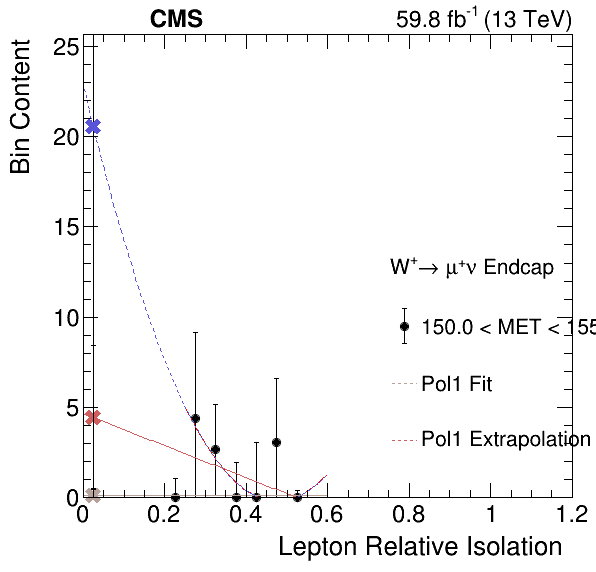 CMS 59.8 fb⁻¹ (13 TeV)
Bin Content
25
20
15
10
5
0
W⁺→ μ⁺ν Endcap
150.0 < MET < 155
Pol1 Fit
Pol1 Extrapolation
0 0.2 0.4 0.6 0.8 1 1.2
Lepton Relative Isolation